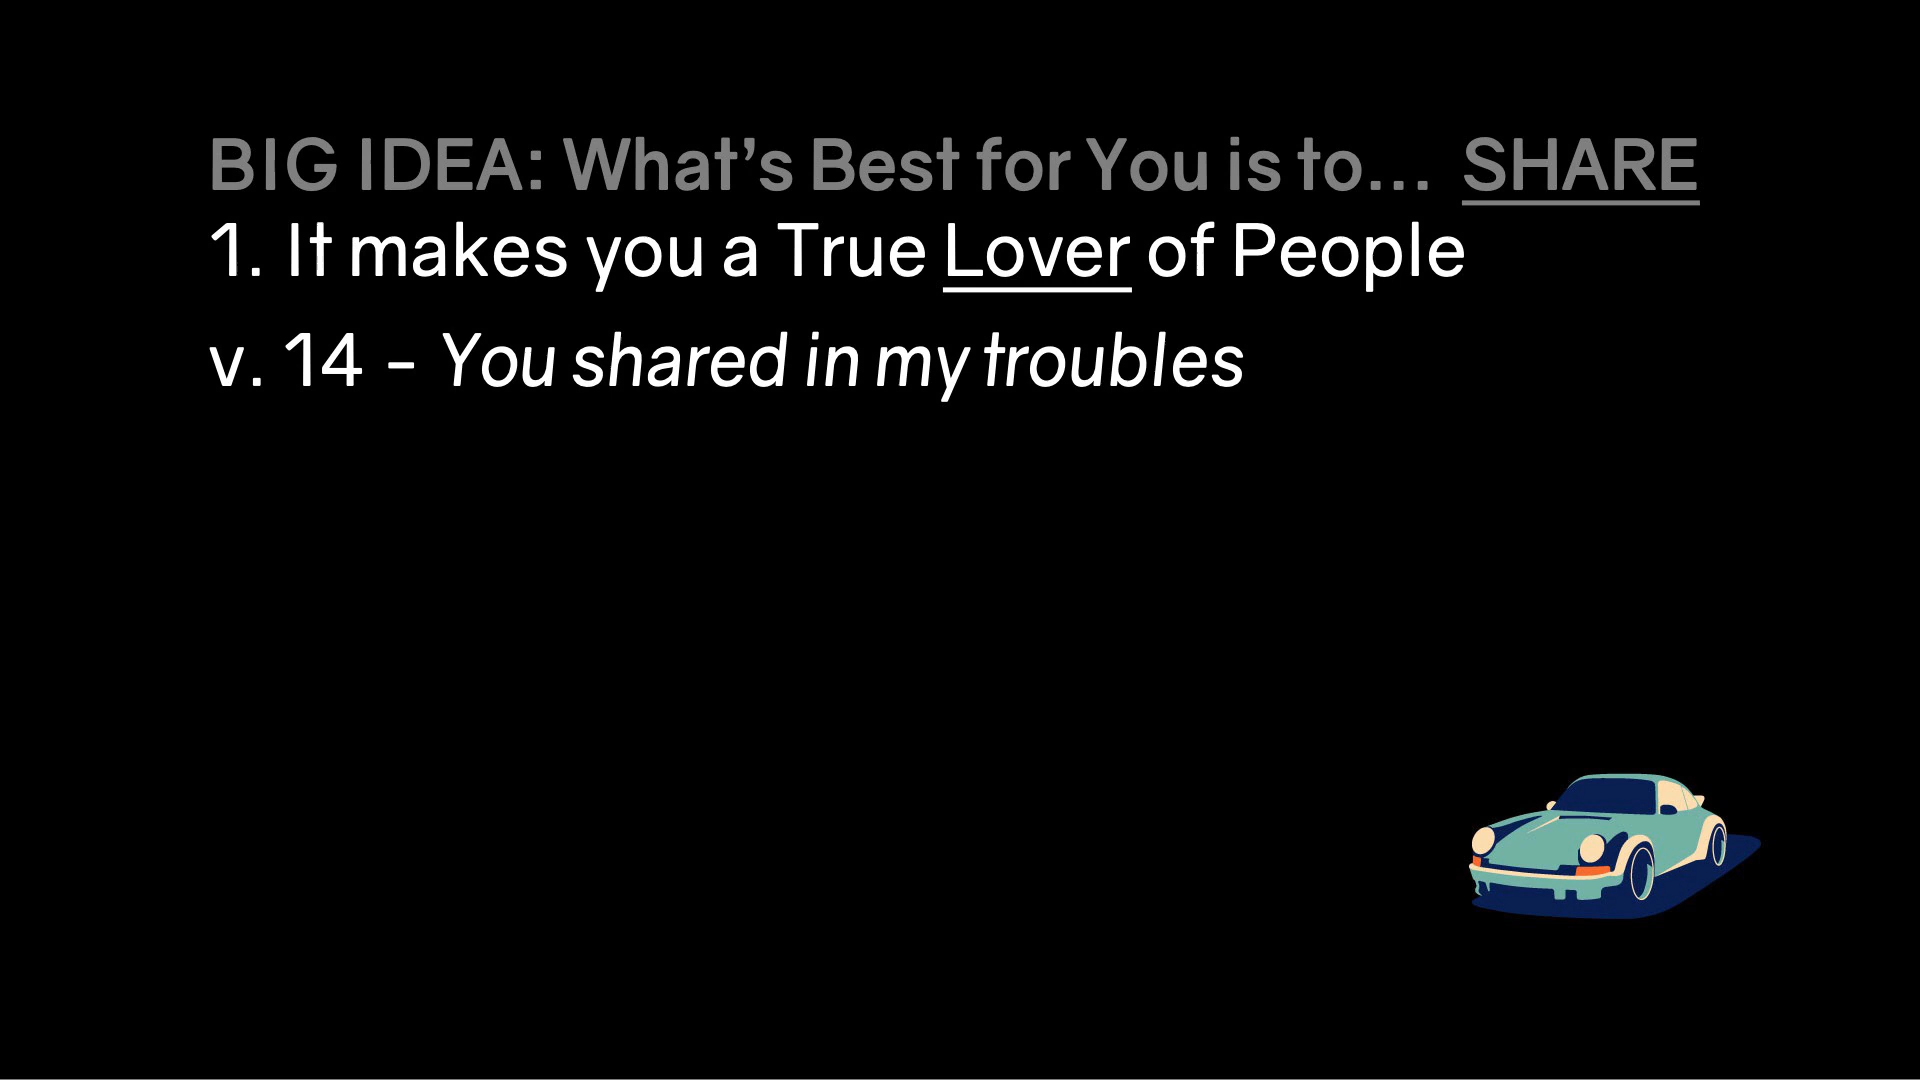 BIG IDEA: What’s Best for You is to... SHARE
1. It makes you a True Lover of People
v. 14 - You shared in my troubles